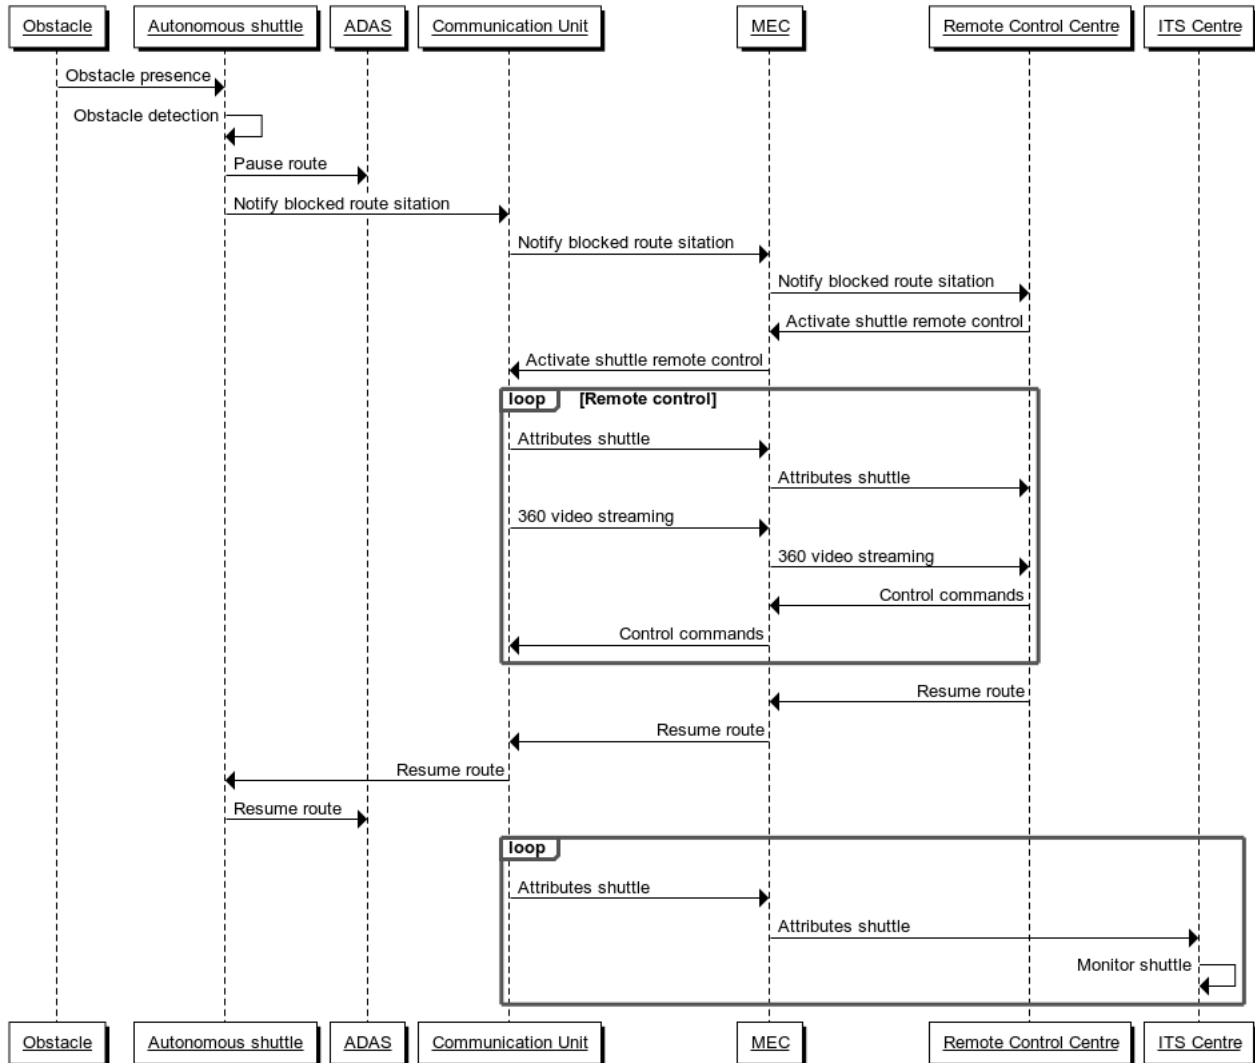 Obstacle
Autonomous shuttle
ADAS
Communication Unit
MEC
Remote Control Centre
ITS Centre
Obstacle presence
Obstacle detection
Pause route
Notify blocked route sitation
Notify blocked route sitation
Notify blocked route sitation
Activate shuttle remote control
Activate shuttle remote control
loop [Remote control]
Attributes shuttle
Attributes shuttle
360 video streaming
360 video streaming
Control commands
Control commands
Resume route
Resume route
Resume route
Resume route
loop
Attributes shuttle
Attributes shuttle
Monitor shuttle
Obstacle
Autonomous shuttle
ADAS
Communication Unit
MEC
Remote Control Centre
ITS Centre